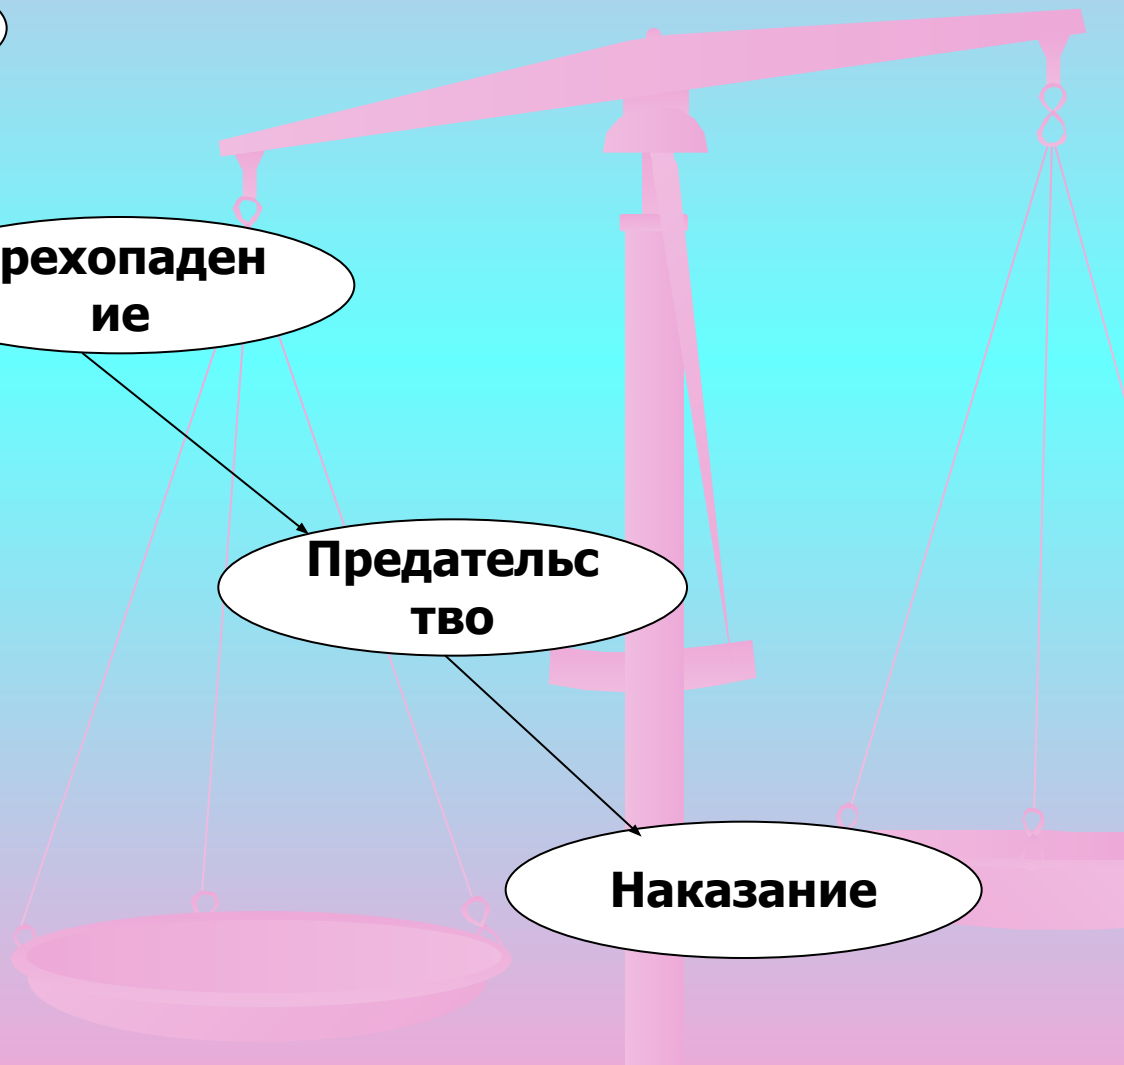 рехопаден
ие
Предательс
тво
Наказание